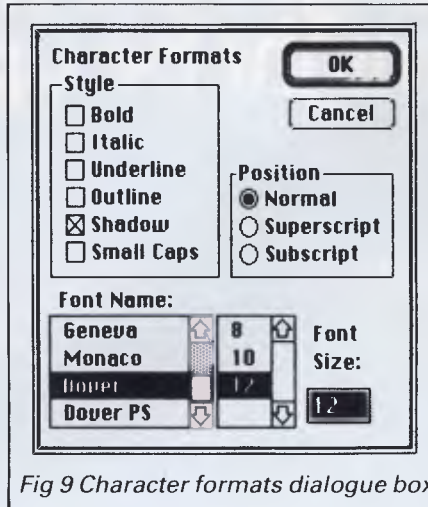 Character Formats
OK
Style
Cancel
Bold
Italic
Underline
Outline
Shadow
Small Caps
Position
Normal
Superscript
Subscript
Font Name:
Geneva
Monaco
Dover
Dover PS
8
10
12
Font
Size:
12
Fig 9 Character formats dialogue box